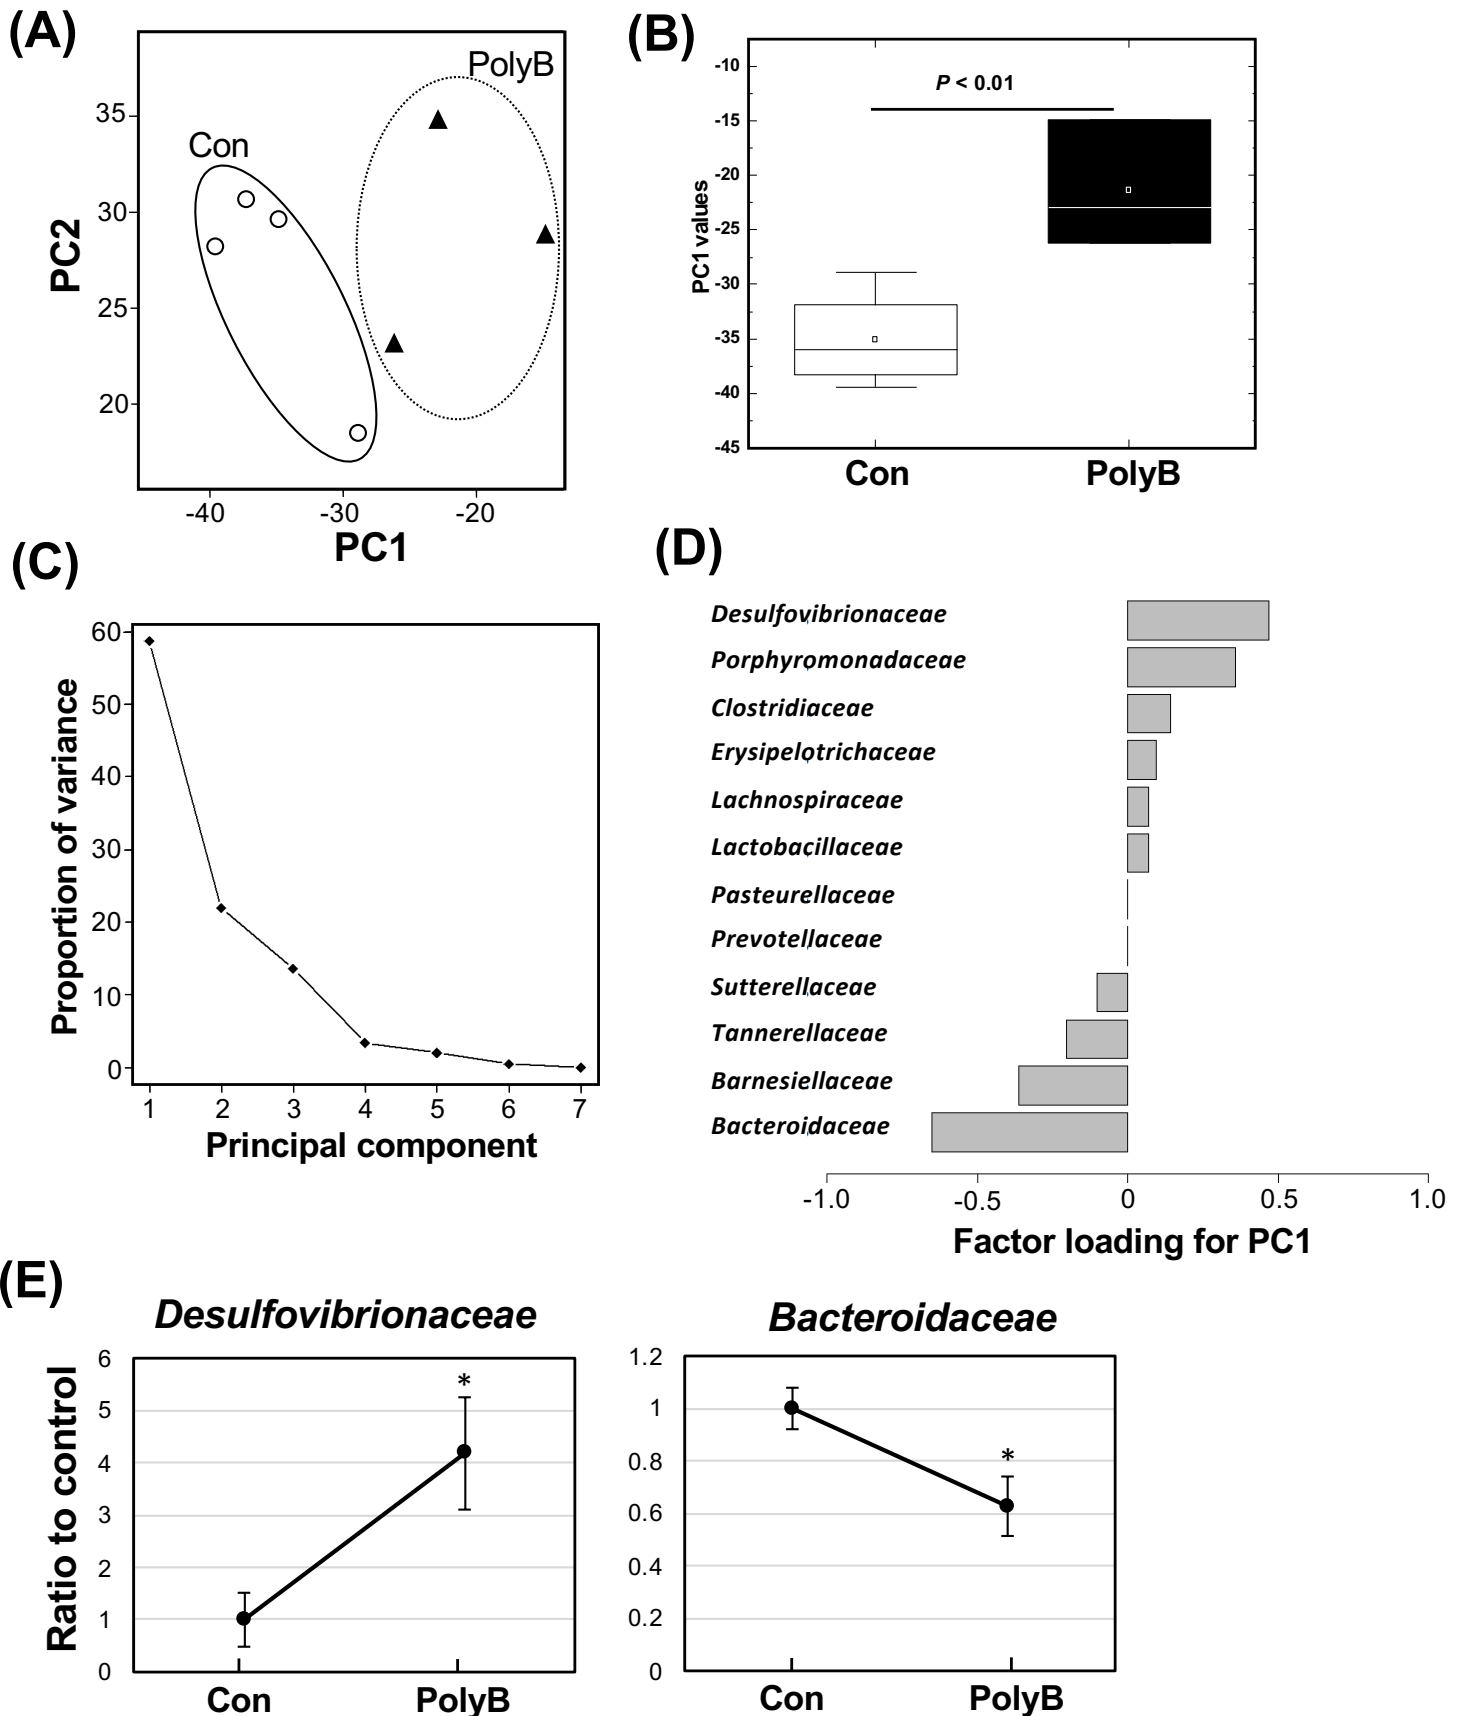 (A)
PolyB
Con
PC2
35
30
25
20
-40 -30 -20
PC1
(B)
P < 0.01
PC1 values
-10
-15
-20
-25
-30
-35
-40
-45
Con PolyB
(C)
Proportion of variance
60
50
40
30
20
10
0
1 2 3 4 5 6 7
Principal component
(D)
Desulfovibrionaceae
Porphyromonadaceae
Clostridiaceae
Erysipelotrichaceae
Lachnospiraceae
Lactobacillaceae
Pasteurellaceae
Prevotellaceae
Sutterellaceae
Tannerellaceae
Barnesiellaceae
Bacteroidaceae
-1.0 -0.5 0 0.5 1.0
Factor loading for PC1
(E)
Desulfovibrionaceae
Ratio to control
6
5
4
3
2
1
0
*
Con PolyB
Bacteroidaceae
1.2
1
0.8
0.6
0.4
0.2
0
*
Con PolyB